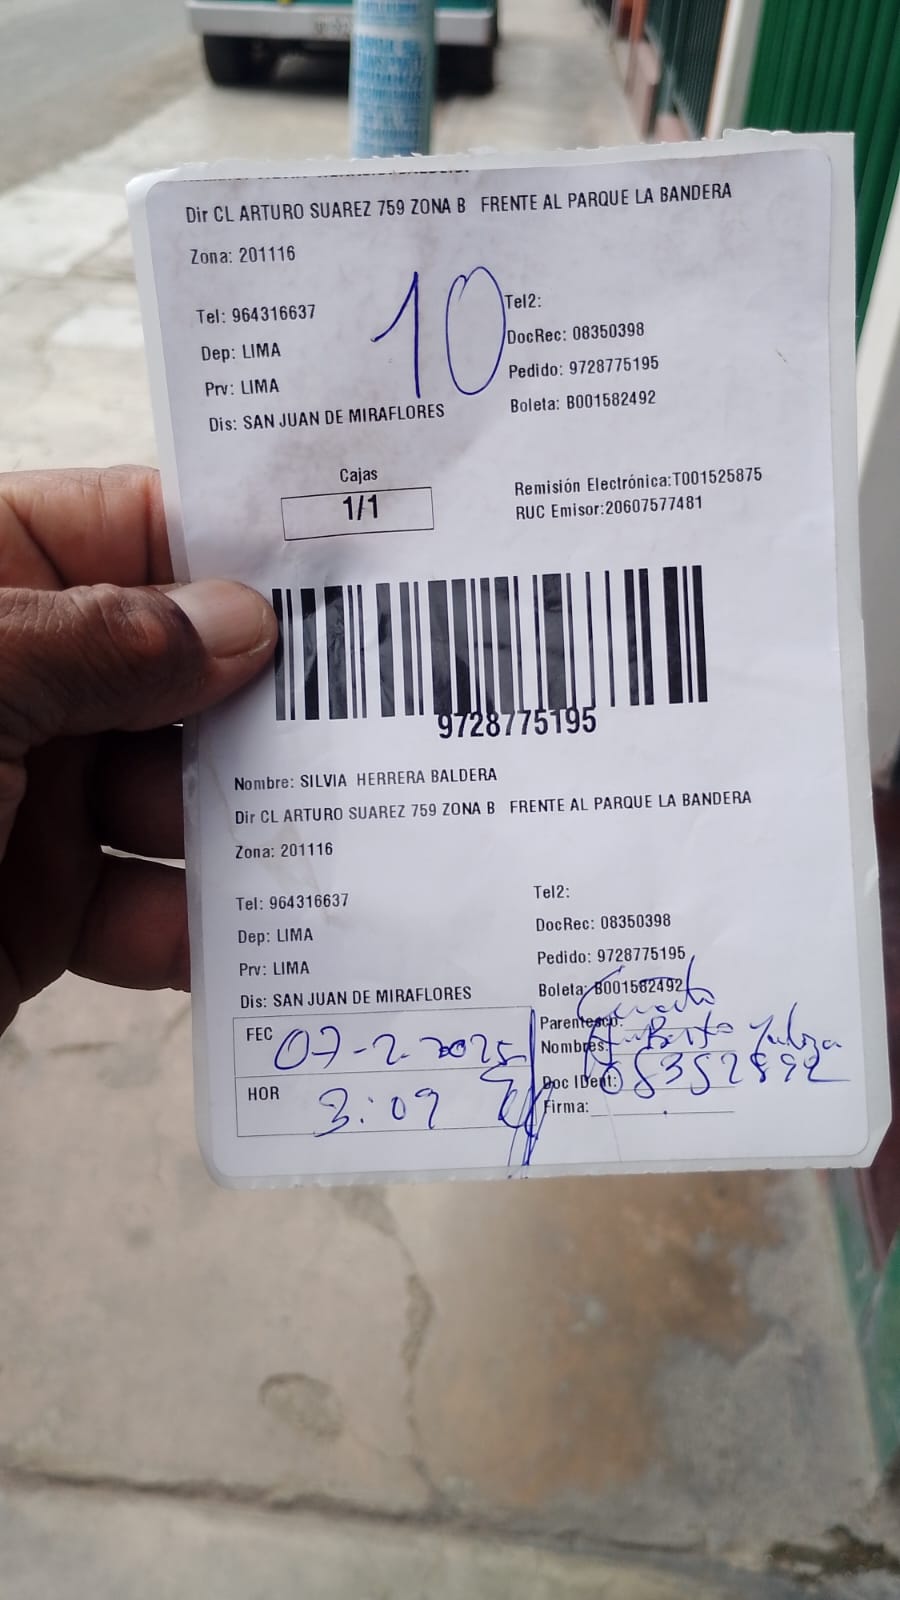 Dir CL ARTURO SUAREZ 759 ZONA B FRENTE AL PARQUE LA BANDERA
Zona: 201116
10
Tel: 964316637
Tel2:
Dep: LIMA
DocRec: 08350398
Prv: LIMA
Pedido: 9728775195
Dis: SAN JUAN DE MIRAFLORES
Boleta: B001582492
Cajas
1/1
Remisión Electrónica:T001525875
RUC Emisor:20607577481
9728775195
Nombre: SILVIA HERRERA BALDERA
Dir CL ARTURO SUAREZ 759 ZONA B FRENTE AL PARQUE LA BANDERA
Zona: 201116
Tel: 964316637
Tel2:
Dep: LIMA
DocRec: 08350398
Prv: LIMA
Pedido: 9728775195
Dis: SAN JUAN DE MIRAFLORES
Boleta: B001582492
FEC 07-2-2025
Parentesco:
Nombres:
HOR 3:09
Doc IDent: 08352892
Firma: